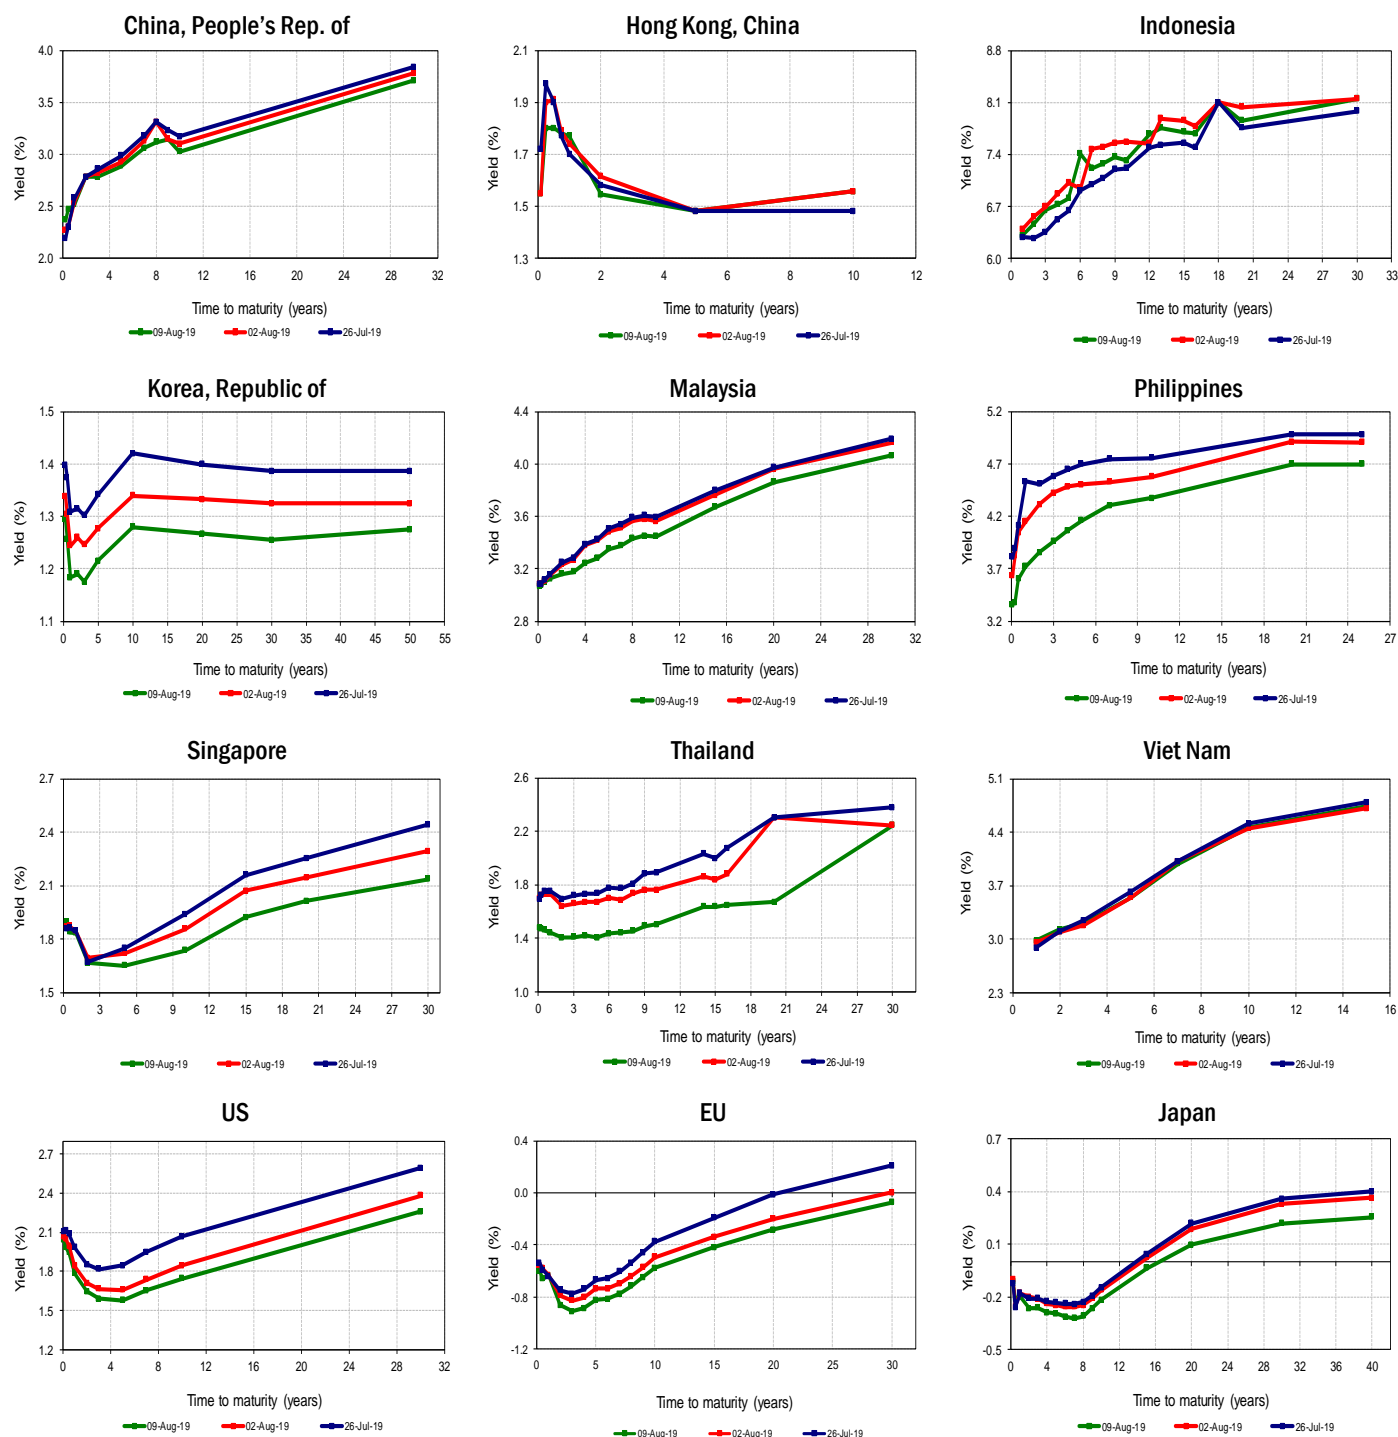 China, People's Rep. of
Yield (%)
4.0
3.5
3.0
2.5
2.0
0 4 8 12 16 20 24 28 32
Time to maturity (years)
09-Aug-19 02-Aug-19 26-Jul-19
Hong Kong, China
Yield (%)
2.1
1.9
1.7
1.5
1.3
0 2 4 6 8 10 12
Time to maturity (years)
09-Aug-19 02-Aug-19 26-Jul-19
Indonesia
Yield (%)
8.8
8.1
7.4
6.7
6.0
0 3 6 9 12 15 18 21 24 27 30 33
Time to maturity (years)
09-Aug-19 02-Aug-19 26-Jul-19
Korea, Republic of
Yield (%)
1.5
1.4
1.3
1.2
1.1
0 5 10 15 20 25 30 35 40 45 50 55
Time to maturity (years)
09-Aug-19 02-Aug-19 26-Jul-19
Malaysia
Yield (%)
4.4
4.0
3.6
3.2
2.8
0 4 8 12 16 20 24 28 32
Time to maturity (years)
09-Aug-19 02-Aug-19 26-Jul-19
Philippines
Yield (%)
5.2
4.7
4.2
3.7
3.2
0 3 6 9 12 15 18 21 24 27
Time to maturity (years)
09-Aug-19 02-Aug-19 26-Jul-19
Singapore
Yield (%)
2.7
2.4
2.1
1.8
1.5
0 3 6 9 12 15 18 21 24 27 30
Time to maturity (years)
09-Aug-19 02-Aug-19 26-Jul-19
Thailand
Yield (%)
2.6
2.2
1.8
1.4
1.0
0 3 6 9 12 15 18 21 24 27 30
Time to maturity (years)
09-Aug-19 02-Aug-19 26-Jul-19
Viet Nam
Yield (%)
5.1
4.4
3.7
3.0
2.3
0 2 4 6 8 10 12 14 16
Time to maturity (years)
09-Aug-19 02-Aug-19 26-Jul-19
US
Yield (%)
2.7
2.4
2.1
1.8
1.5
1.2
0 4 8 12 16 20 24 28 32
Time to maturity (years)
09-Aug-19 02-Aug-19 26-Jul-19
EU
Yield (%)
0.4
0.0
-0.4
-0.8
-1.2
0 5 10 15 20 25 30
Time to maturity (years)
09-Aug-19 02-Aug-19 26-Jul-19
Japan
Yield (%)
0.7
0.4
0.1
-0.2
-0.5
0 4 8 12 16 20 24 28 32 36 40
Time to maturity (years)
09-Aug-19 02-Aug-19 26-Jul-19